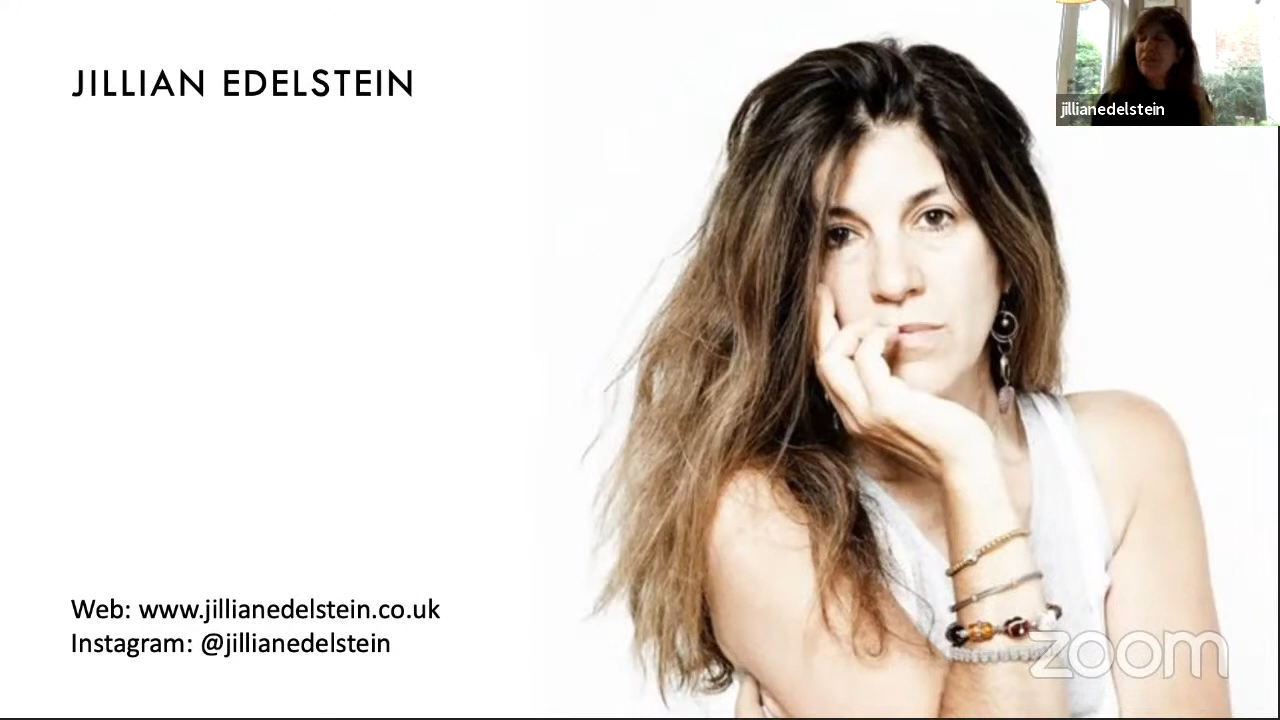 JILLIAN EDELSTEIN
jillianedelstein
Web: www.jillianedelstein.co.uk
Instagram: @jillianedelstein
zoom